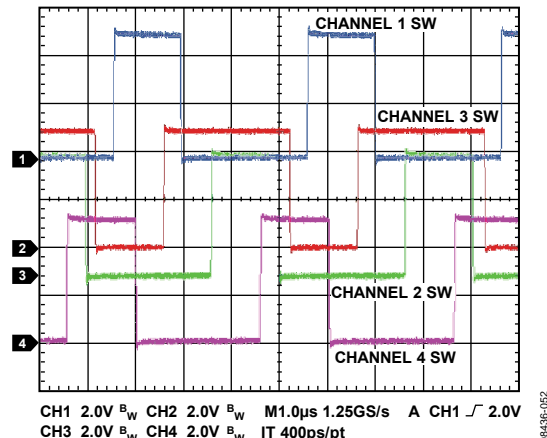 CHANNEL 1 SW
CHANNEL 3 SW
1
2
3
CHANNEL 2 SW
4
CHANNEL 4 SW
CH1 2.0V BW CH2 2.0V BW M1.0µs 1.25GS/s A CH1 2.0V
CH3 2.0V BW CH4 2.0V BW IT 400ps/pt
8436-052